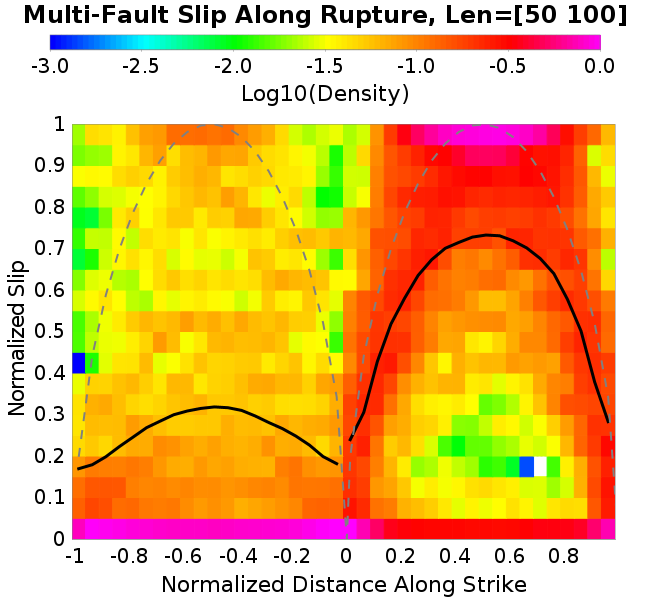 Multi-Fault Slip Along Rupture, Len=[50 100]
-3.0 -2.5 -2.0 -1.5 -1.0 -0.5 0.0
Log10(Density)
1
0.9
0.8
0.7
0.6
0.5
0.4
0.3
0.2
0.1
0
Normalized Slip
-1 -0.8 -0.6 -0.4 -0.2 0 0.2 0.4 0.6 0.8
Normalized Distance Along Strike